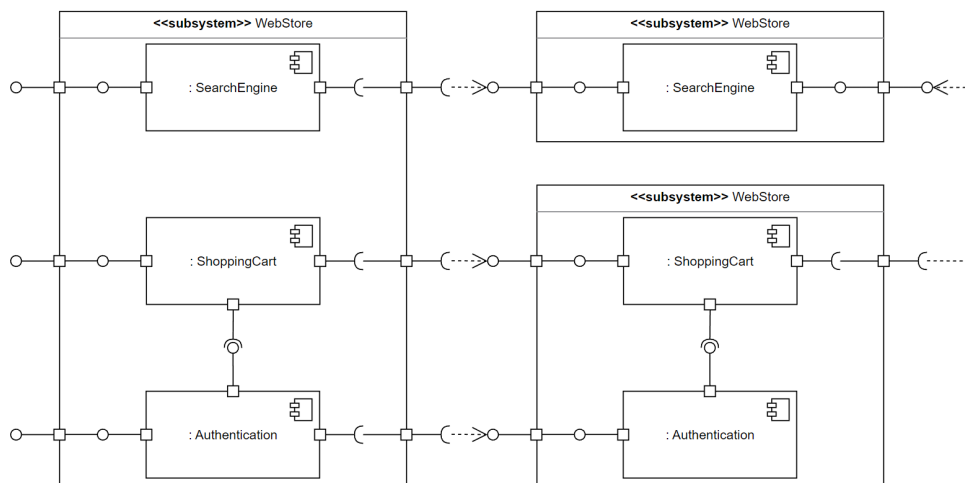 <<subsystem>> WebStore
<<subsystem>> WebStore
: SearchEngine
: SearchEngine
<<subsystem>> WebStore
: ShoppingCart
: ShoppingCart
: Authentication
: Authentication